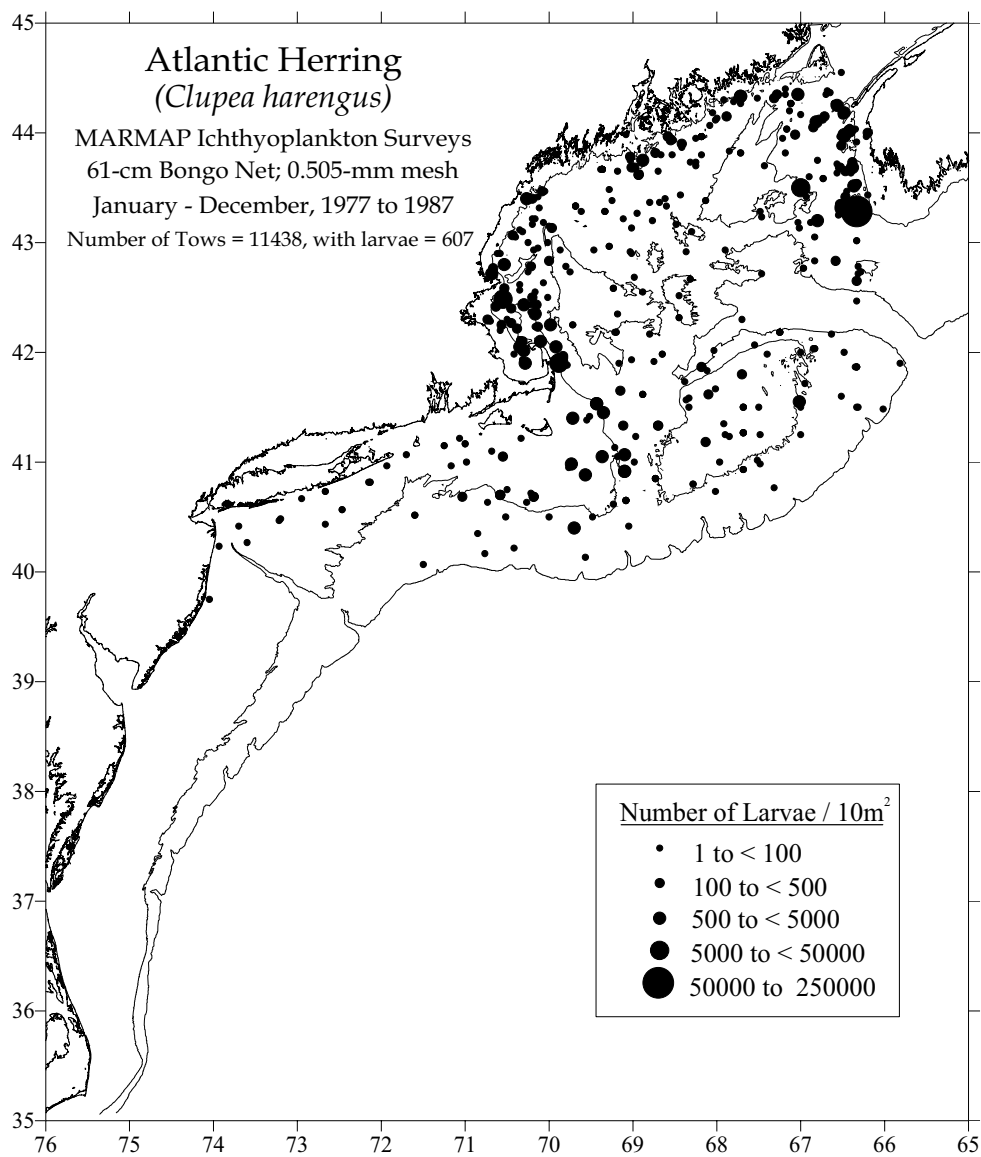 Atlantic Herring
(Clupea harengus)
MARMAP Ichthyoplankton Surveys
61-cm Bongo Net; 0.505-mm mesh
January - December, 1977 to 1987
Number of Tows = 11438, with larvae = 607
45
44
43
42
41
40
39
38
37
36
35
Number of Larvae / 10m²
1 to < 100
100 to < 500
500 to < 5000
5000 to < 50000
50000 to 250000
76 75 74 73 72 71 70 69 68 67 66 65